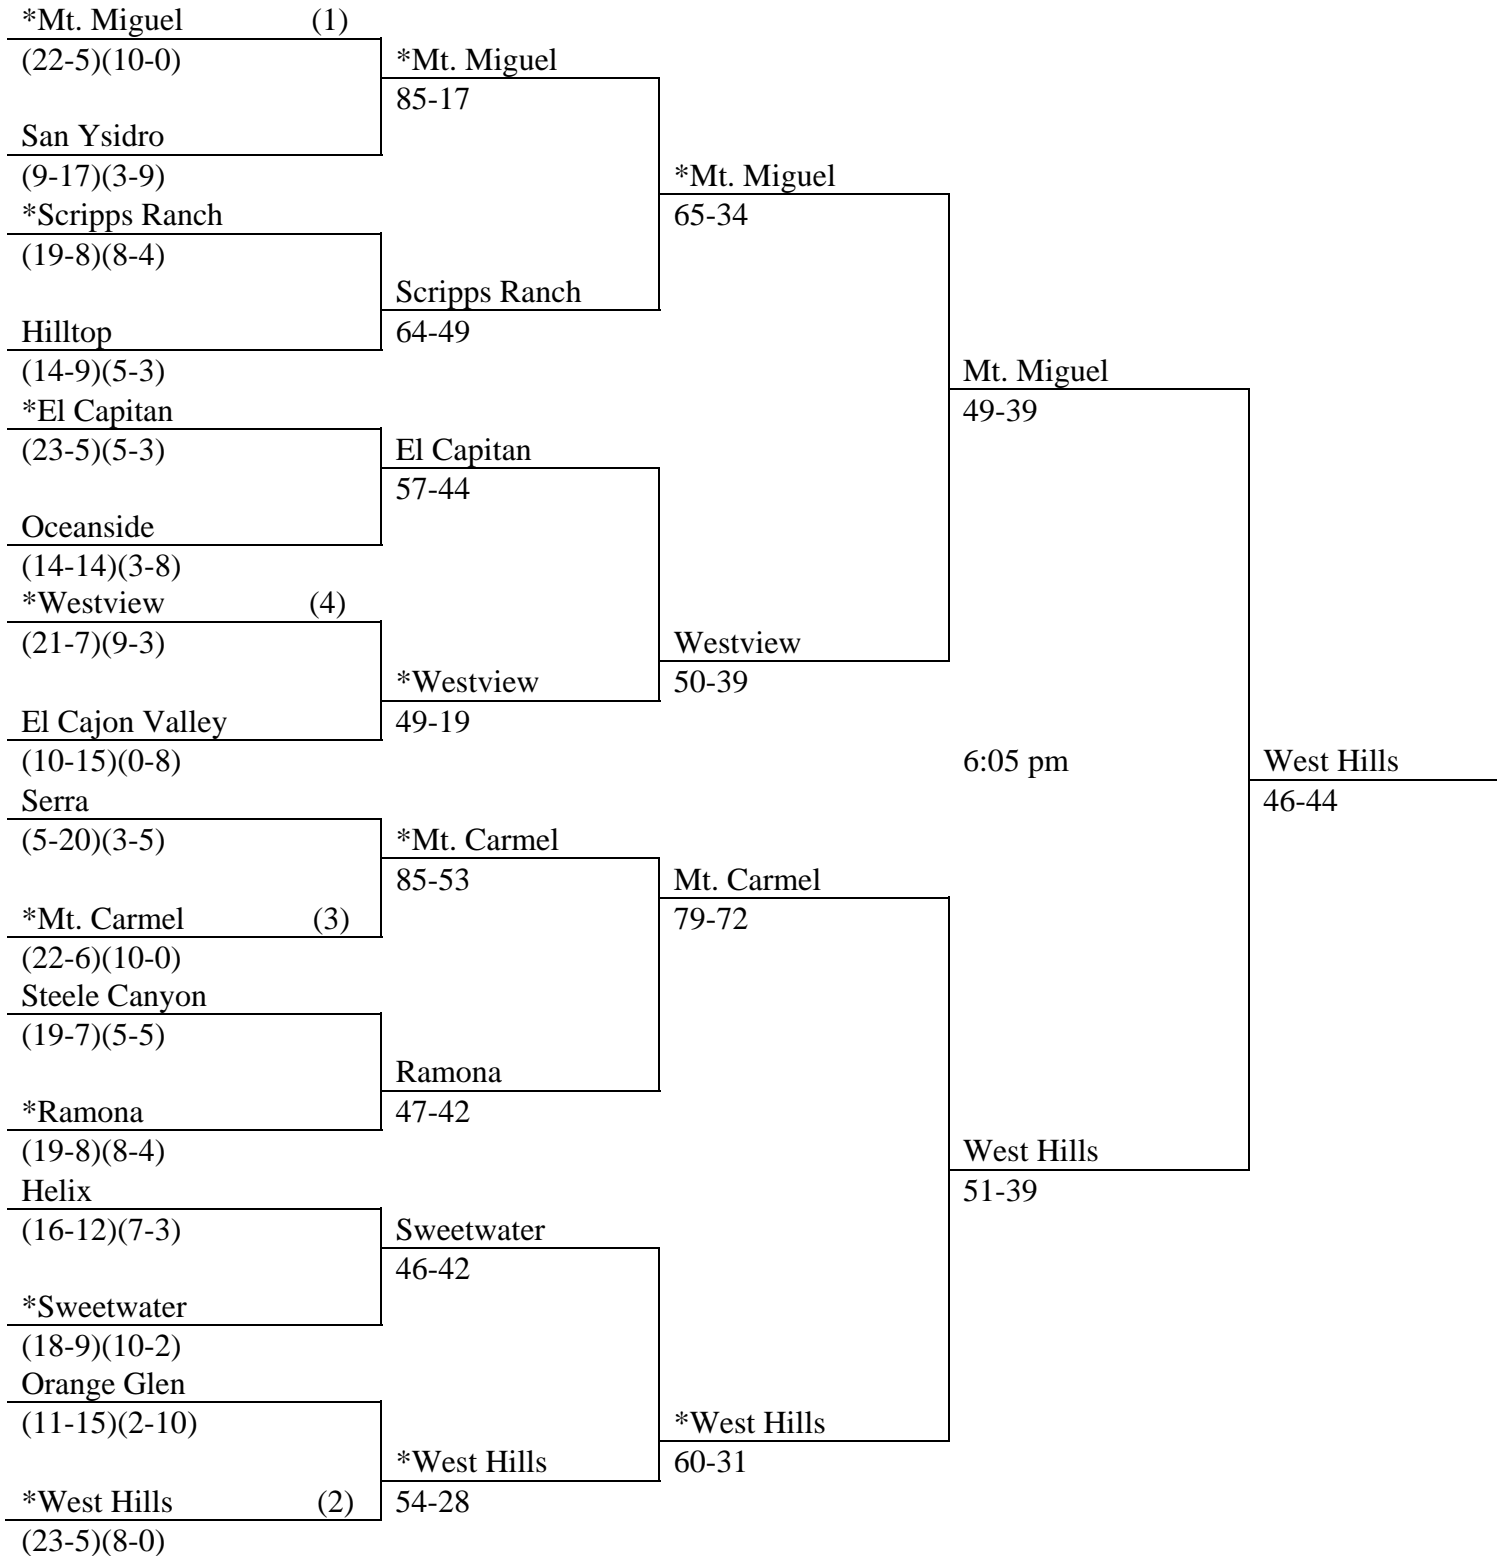 *Mt. Miguel (1)
(22-5)(10-0)
*Mt. Miguel
85-17
San Ysidro
(9-17)(3-9)
*Mt. Miguel
*Scripps Ranch
65-34
(19-8)(8-4)
Scripps Ranch
Hilltop
64-49
(14-9)(5-3)
Mt. Miguel
*El Capitan
49-39
(23-5)(5-3)
El Capitan
57-44
Oceanside
(14-14)(3-8)
*Westview (4)
(21-7)(9-3)
Westview
*Westview
50-39
El Cajon Valley
49-19
(10-15)(0-8)
6:05 pm
West Hills
Serra
46-44
(5-20)(3-5)
*Mt. Carmel
85-53
Mt. Carmel
*Mt. Carmel (3)
79-72
(22-6)(10-0)
Steele Canyon
(19-7)(5-5)
Ramona
*Ramona
47-42
(19-8)(8-4)
West Hills
Helix
51-39
(16-12)(7-3)
Sweetwater
46-42
*Sweetwater
(18-9)(10-2)
Orange Glen
(11-15)(2-10)
*West Hills
*West Hills
60-31
*West Hills (2)
54-28
(23-5)(8-0)